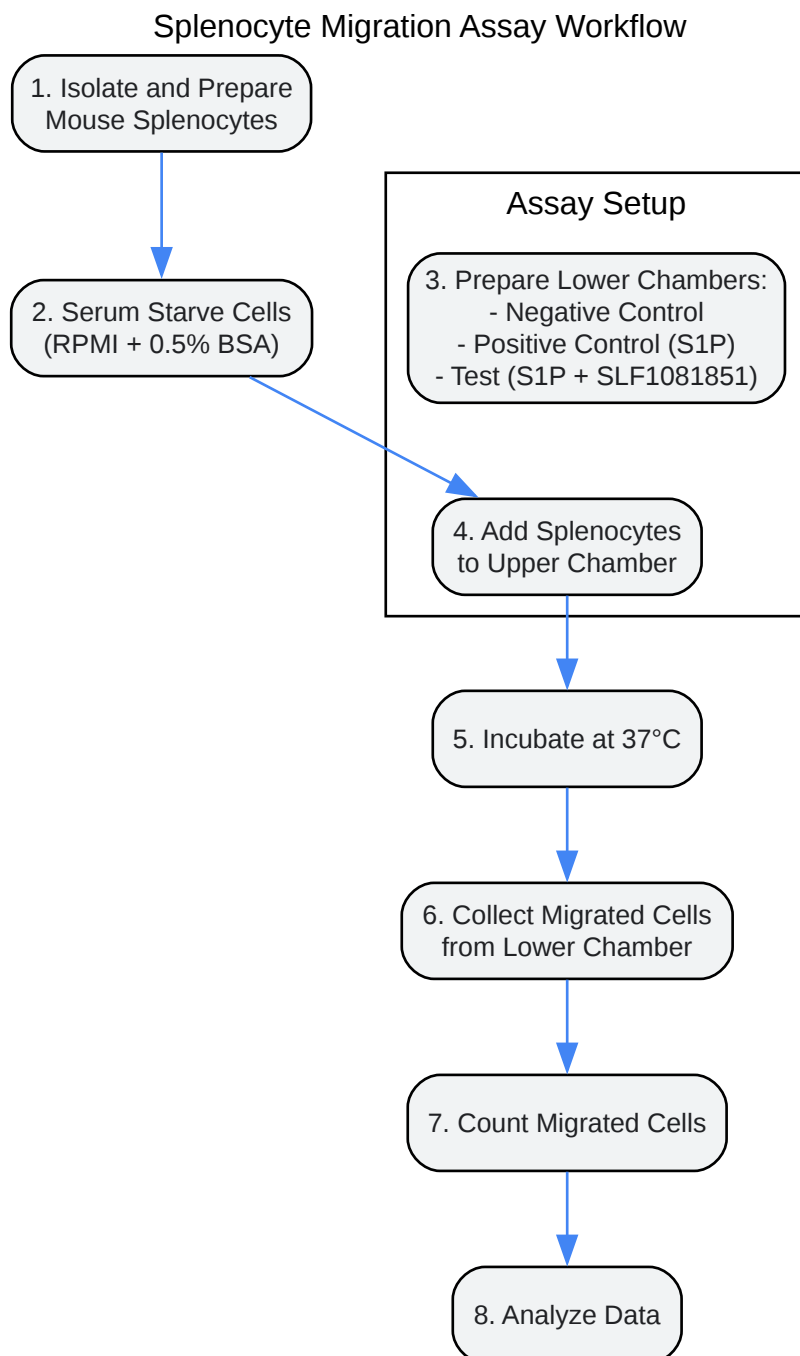 Splenocyte Migration Assay Workflow
1. Isolate and Prepare
Mouse Splenocytes
2. Serum Starve Cells
(RPMI + 0.5% BSA)
Assay Setup
3. Prepare Lower Chambers:
- Negative Control
- Positive Control (S1P)
- Test (S1P + SLF1081851)
4. Add Splenocytes
to Upper Chamber
5. Incubate at 37°C
6. Collect Migrated Cells
from Lower Chamber
7. Count Migrated Cells
8. Analyze Data